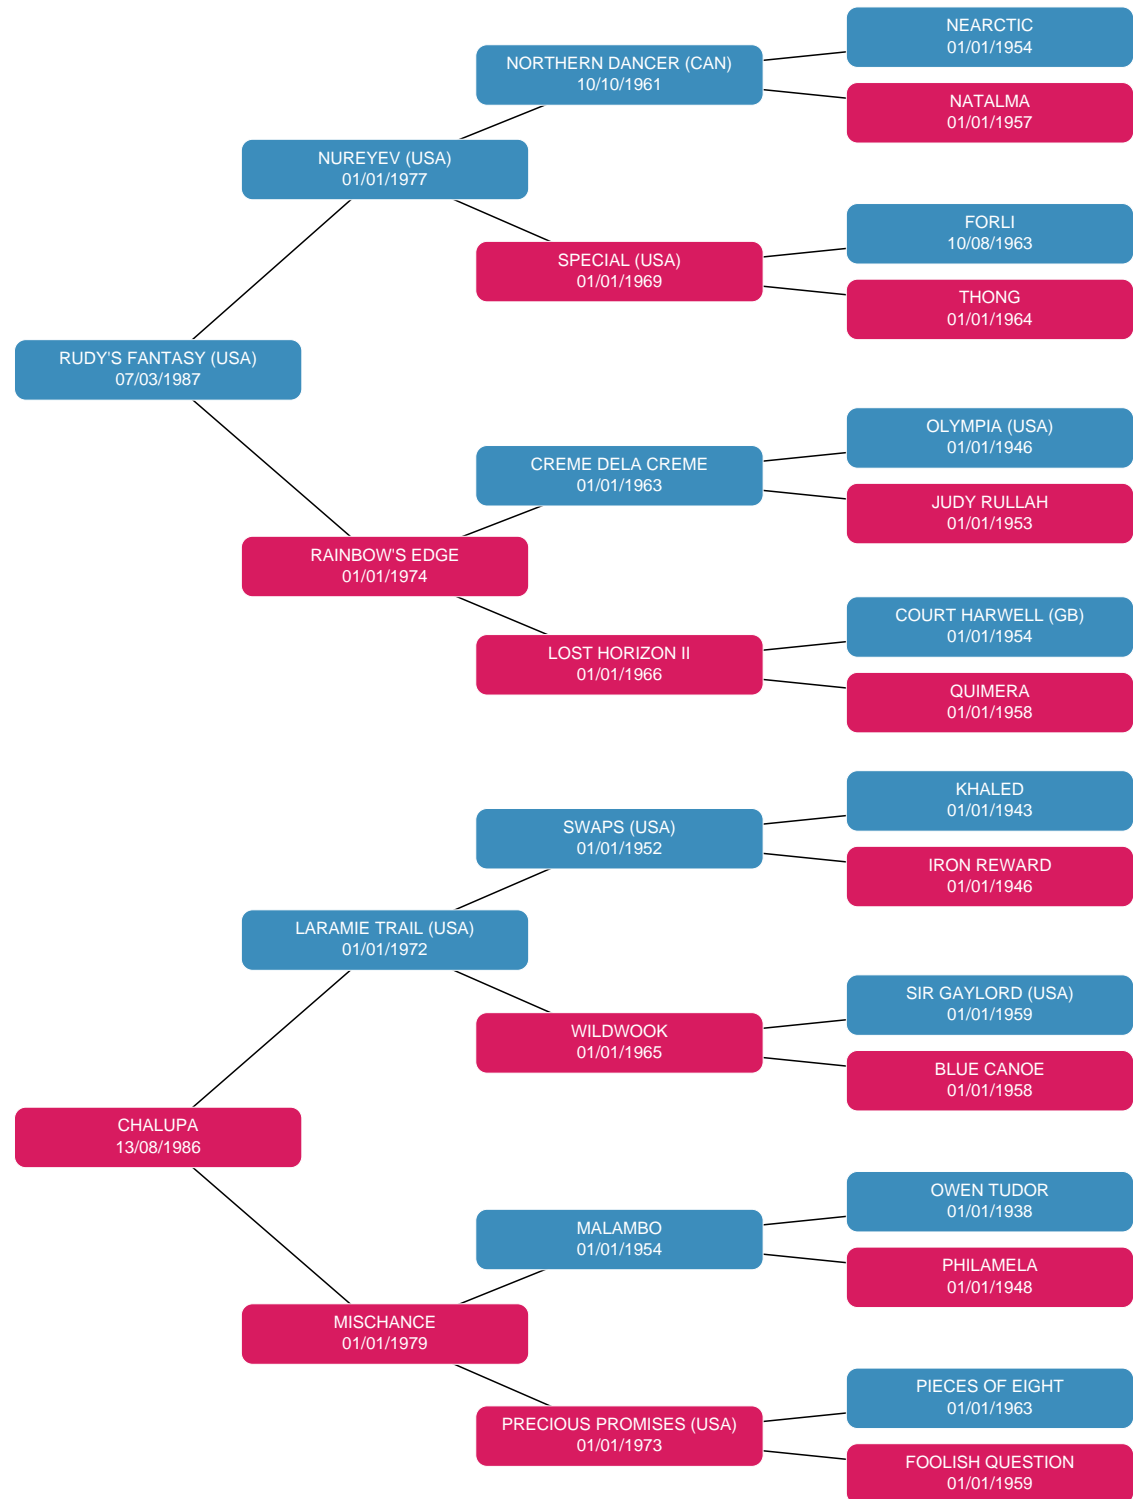 NEARCTIC
01/01/1954
NORTHERN DANCER (CAN)
10/10/1961
NATALMA
01/01/1957
NUREYEV (USA)
01/01/1977
FORLI
10/08/1963
SPECIAL (USA)
01/01/1969
THONG
01/01/1964
RUDY'S FANTASY (USA)
07/03/1987
OLYMPIA (USA)
01/01/1946
CREME DELA CREME
01/01/1963
JUDY RULLAH
01/01/1953
RAINBOW'S EDGE
01/01/1974
COURT HARWELL (GB)
01/01/1954
LOST HORIZON II
01/01/1966
QUIMERA
01/01/1958
KHALED
01/01/1943
SWAPS (USA)
01/01/1952
IRON REWARD
01/01/1946
LARAMIE TRAIL (USA)
01/01/1972
SIR GAYLORD (USA)
01/01/1959
WILDWOOK
01/01/1965
BLUE CANOE
01/01/1958
CHALUPA
13/08/1986
OWEN TUDOR
01/01/1938
MALAMBO
01/01/1954
PHILAMELA
01/01/1948
MISCHANCE
01/01/1979
PIECES OF EIGHT
01/01/1963
PRECIOUS PROMISES (USA)
01/01/1973
FOOLISH QUESTION
01/01/1959